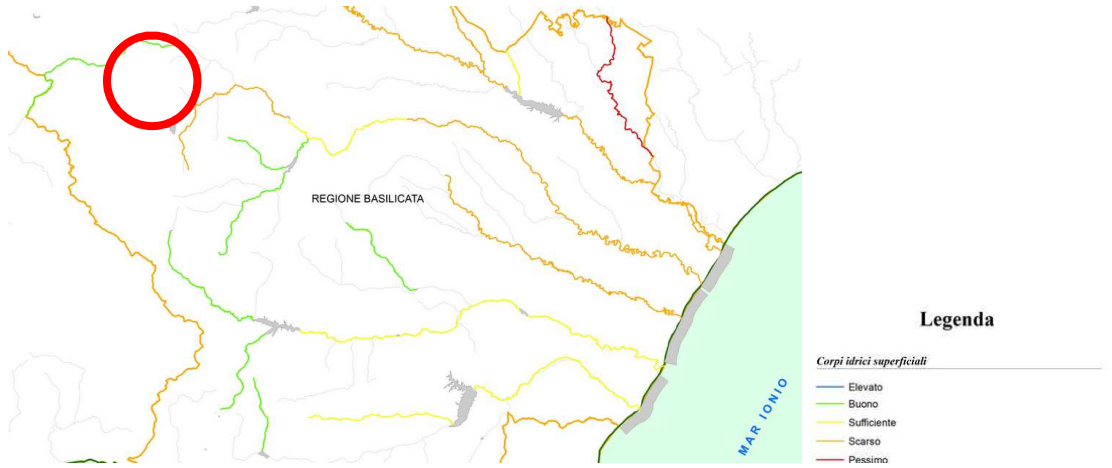 REGIONE BASILICATA
MAR IONIO
Legenda
Corpi idrici superficiali
Elevato
Buono
Sufficiente
Scarso
Pessimo